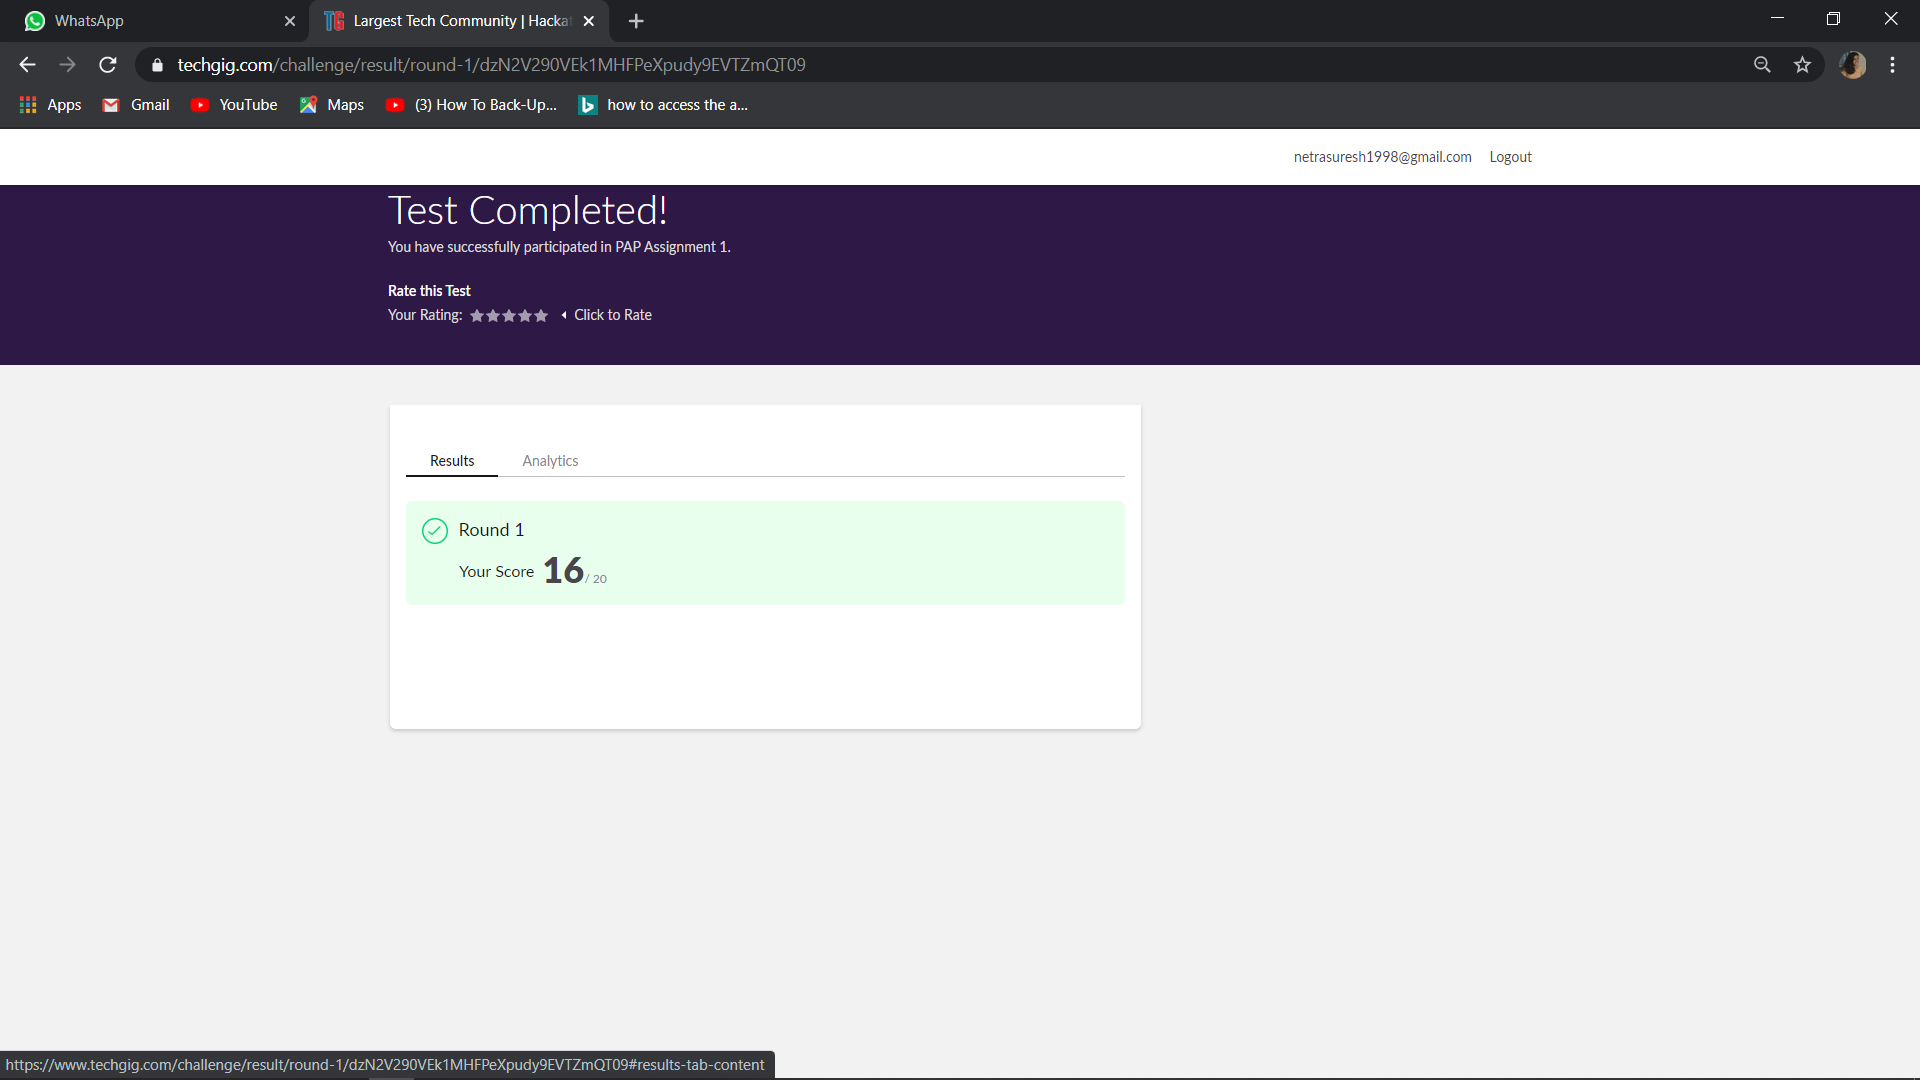 WhatsApp
Largest Tech Community | Hacka
techgig.com/challenge/result/round-1/dzN2V290VEk1MHFPeXpudy9EVTZmQT09
Apps Gmail YouTube Maps (3) How To Back-Up... how to access the a...
netrasuresh1998@gmail.com Logout
Test Completed!
You have successfully participated in PAP Assignment 1.
Rate this Test
Your Rating: Click to Rate
Results Analytics
Round 1
Your Score 16/ 20
https://www.techgig.com/challenge/result/round-1/dzN2V290VEk1MHFPeXpudy9EVTZmQT09#results-tab-content